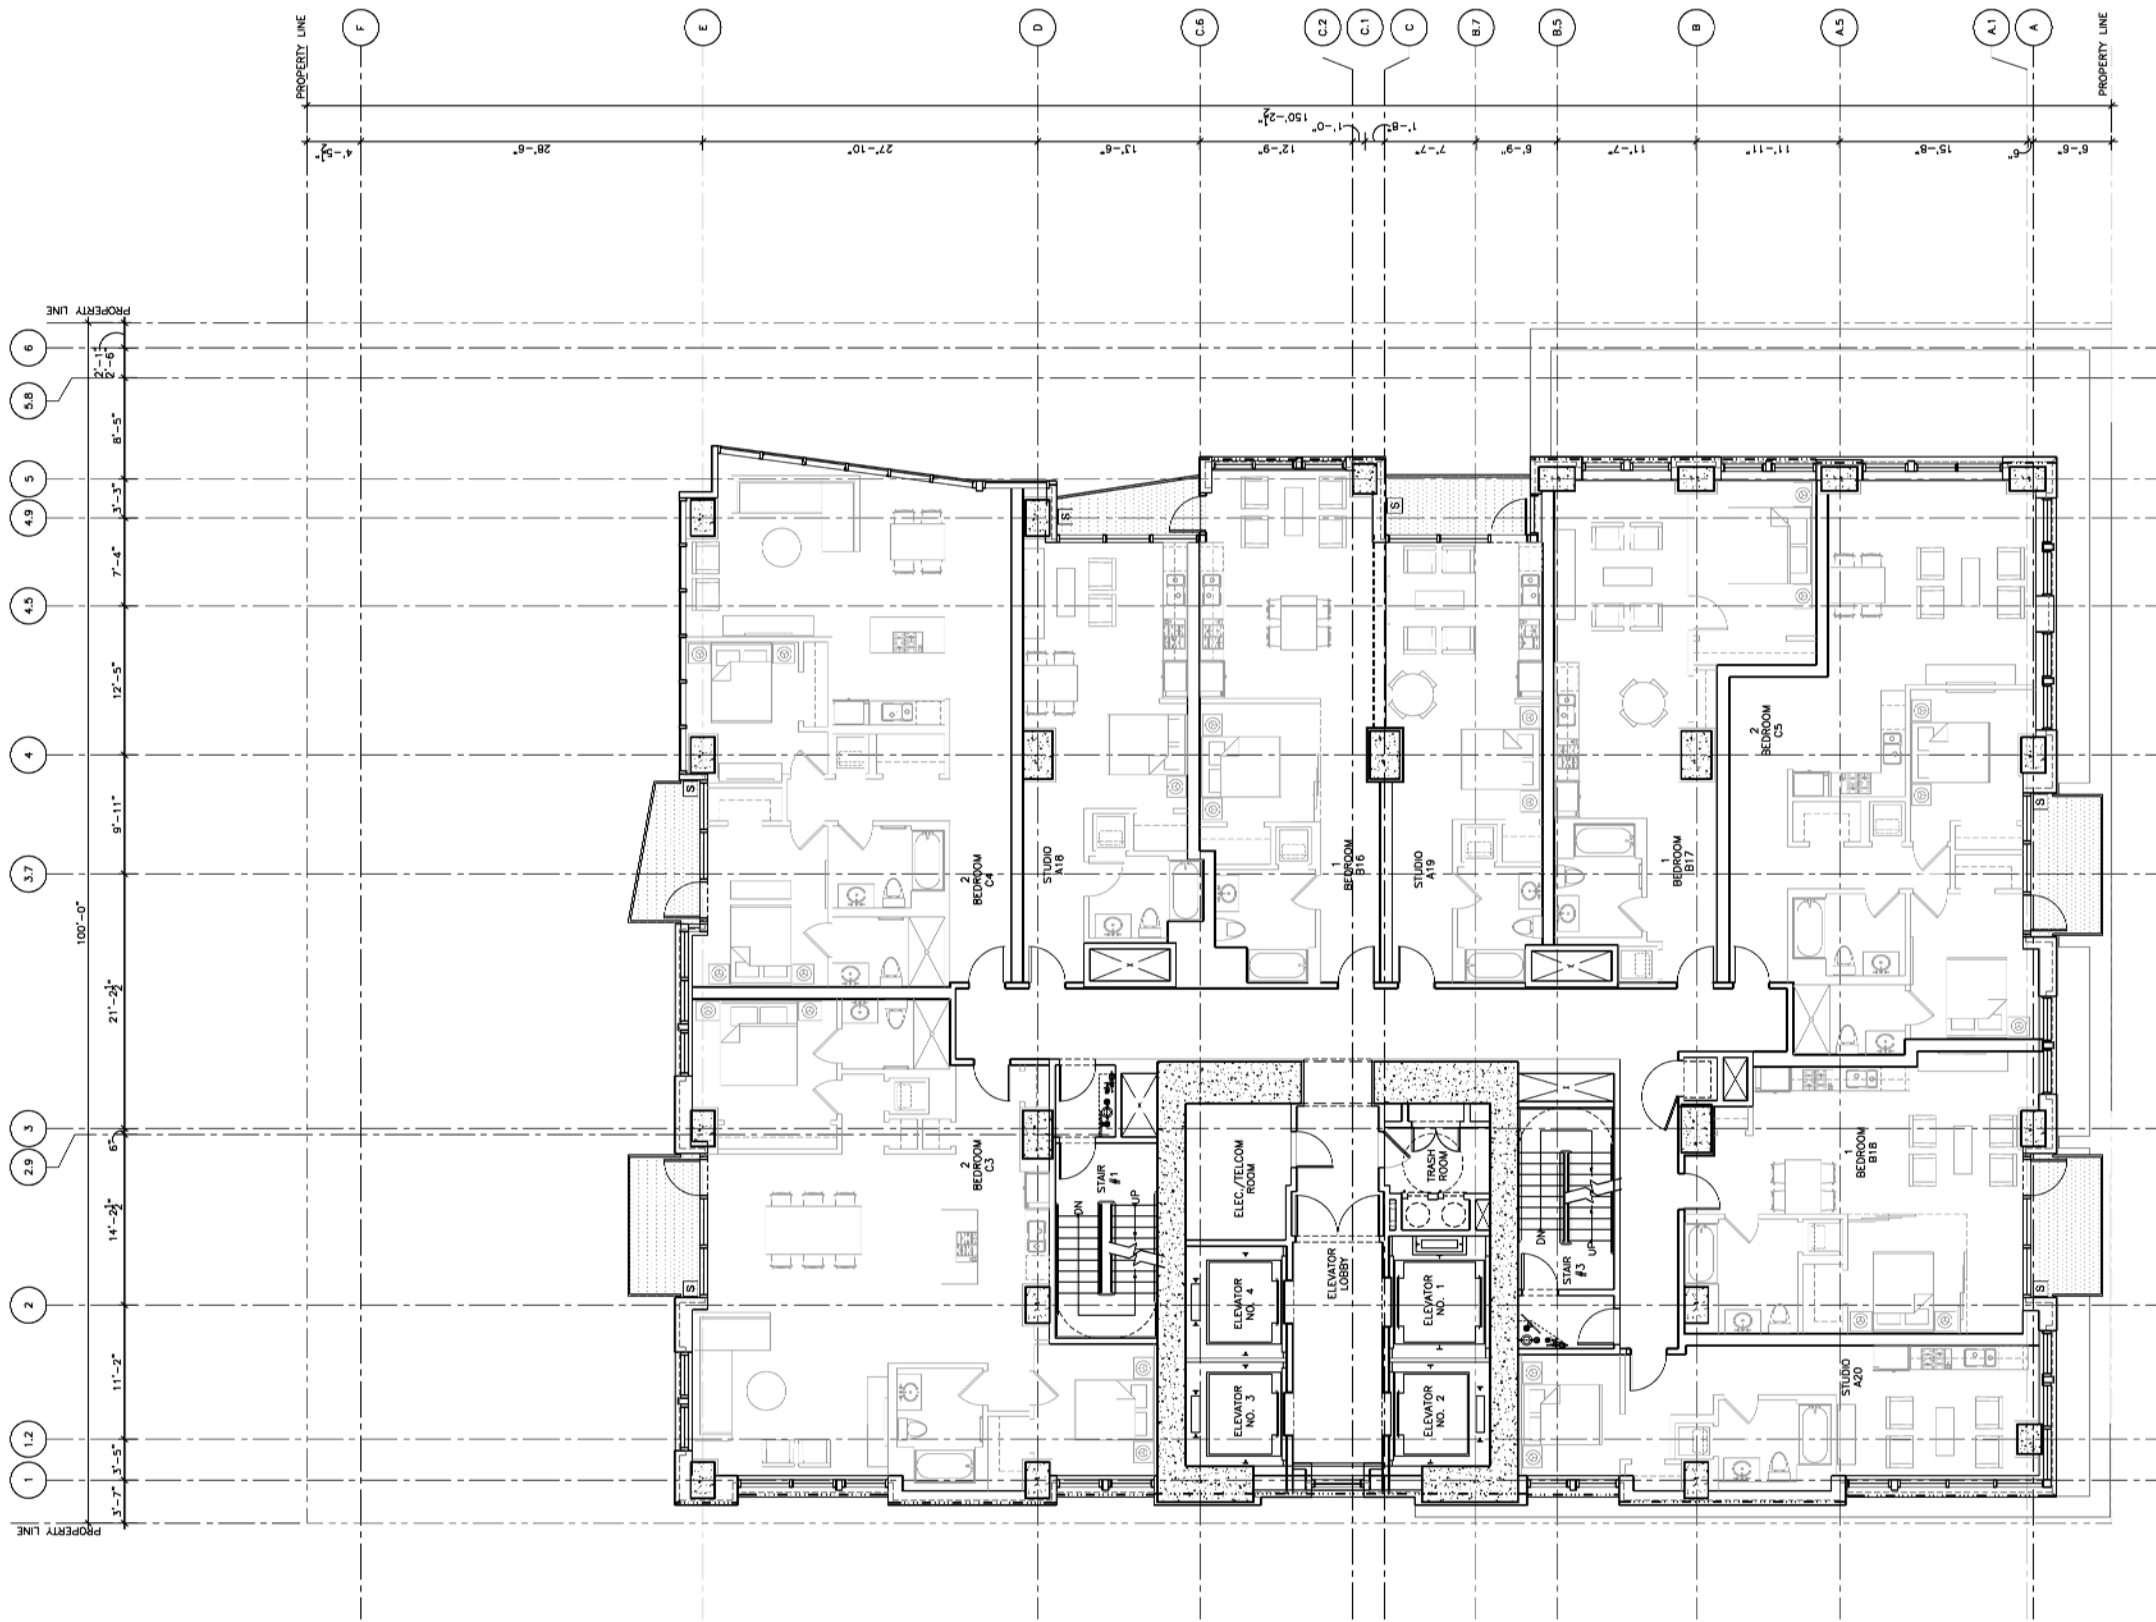 PROPERTY LINE
F
E
D
C.6
C.2
C.1
C
B.7
B.5
B
A.5
A.1
A
PROPERTY LINE
150'-2½"
4'-5½"
28'-6"
27'-10"
13'-6"
12'-9"
1'-0"
1'-8"
7'-7"
6'-9"
11'-7"
11'-11"
15'-8"
6"
6'-6"
PROPERTY LINE
6
5.8
5
4.9
4.5
4
3.7
3
2.9
2
1.2
1
PROPERTY LINE
100'-0"
2'-1"
2'-6"
8'-5"
3'-3"
7'-4"
12'-5"
9'-11"
21'-2½"
6"
14'-2½"
11'-2"
3'-5"
3'-7"
S
S
S
S
S
S
2
BEDROOM
C4
STUDIO
A18
1
BEDROOM
B16
STUDIO
A19
1
BEDROOM
B17
2
BEDROOM
C5
2
BEDROOM
C3
STAIR
#1
DN
UP
ELEC./TELCOM
ROOM
TRASH
ROOM
ELEVATOR
LOBBY
ELEVATOR
NO. 4
ELEVATOR
NO. 1
ELEVATOR
NO. 3
ELEVATOR
NO. 2
STAIR
#3
DN
UP
1
BEDROOM
B18
STUDIO
A20